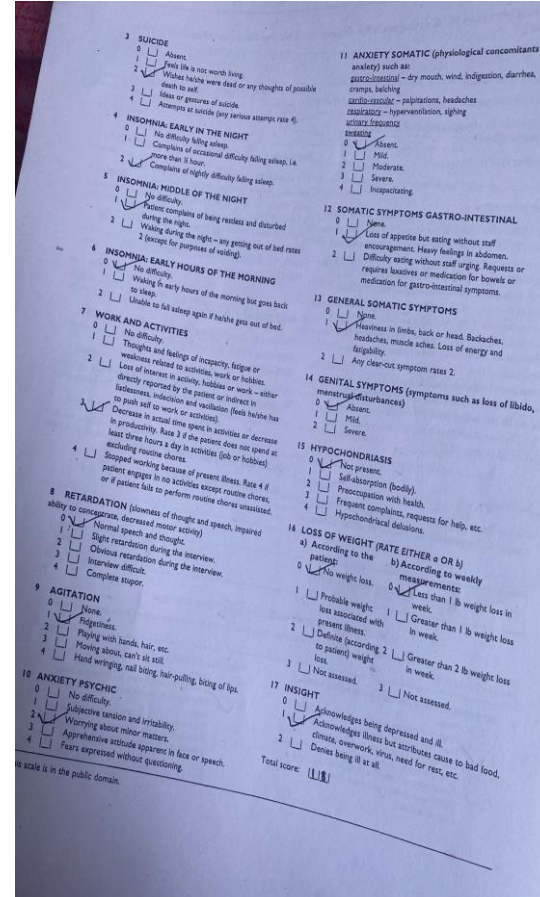 3 SUICIDE
0 Absent.
1 Feels life is not worth living.
2 Wishes he/she were dead or any thoughts of possible
death to self.
3 Ideas or gestures of suicide.
4 Attempts at suicide (any serious attempt rate 4).
4 INSOMNIA: EARLY IN THE NIGHT
0 No difficulty falling asleep.
1 Complains of occasional difficulty falling asleep, i.e.
more than ½ hour.
2 Complains of nightly difficulty falling asleep.
5 INSOMNIA: MIDDLE OF THE NIGHT
0 No difficulty.
1 Patient complains of being restless and disturbed
during the night.
2 Waking during the night – any getting out of bed rates
2 (except for purposes of voiding).
6 INSOMNIA: EARLY HOURS OF THE MORNING
0 No difficulty.
1 Waking in early hours of the morning but goes back
to sleep.
2 Unable to fall asleep again if he/she gets out of bed.
7 WORK AND ACTIVITIES
0 No difficulty.
1 Thoughts and feelings of incapacity, fatigue or
weakness related to activities, work or hobbies.
2 Loss of interest in activity, hobbies or work – either
directly reported by the patient or indirect in
listlessness, indecision and vacillation (feels he/she has
to push self to work or activities).
3 Decrease in actual time spent in activities or decrease
in productivity. Rate 3 if the patient does not spend at
least three hours a day in activities (job or hobbies)
excluding routine chores.
4 Stopped working because of present illness. Rate 4 if
patient engages in no activities except routine chores,
or if patient fails to perform routine chores unassisted.
8 RETARDATION (slowness of thought and speech, impaired
ability to concentrate, decreased motor activity)
0 Normal speech and thought.
1 Slight retardation during the interview.
2 Obvious retardation during the interview.
3 Interview difficult.
4 Complete stupor.
9 AGITATION
0 None.
1 Fidgetiness.
2 Playing with hands, hair, etc.
3 Moving about, can't sit still.
4 Hand wringing, nail biting, hair-pulling, biting of lips.
10 ANXIETY PSYCHIC
0 No difficulty.
1 Subjective tension and irritability.
2 Worrying about minor matters.
3 Apprehensive attitude apparent in face or speech.
4 Fears expressed without questioning.
is scale is in the public domain.
11 ANXIETY SOMATIC (physiological concomitants
anxiety) such as:
gastro-intestinal – dry mouth, wind, indigestion, diarrhea,
cramps, belching
cardio-vascular – palpitations, headaches
respiratory – hyperventilation, sighing
urinary frequency
sweating
0 Absent.
1 Mild.
2 Moderate.
3 Severe.
4 Incapacitating.
12 SOMATIC SYMPTOMS GASTRO-INTESTINAL
0 None.
1 Loss of appetite but eating without staff
encouragement. Heavy feelings in abdomen.
2 Difficulty eating without staff urging. Requests or
requires laxatives or medication for bowels or
medication for gastro-intestinal symptoms.
13 GENERAL SOMATIC SYMPTOMS
0 None.
1 Heaviness in limbs, back or head. Backaches,
headaches, muscle aches. Loss of energy and
fatigability.
2 Any clear-cut symptom rates 2.
14 GENITAL SYMPTOMS (symptoms such as loss of libido,
menstrual disturbances)
0 Absent.
1 Mild.
2 Severe.
15 HYPOCHONDRIASIS
0 Not present.
1 Self-absorption (bodily).
2 Preoccupation with health.
3 Frequent complaints, requests for help, etc.
4 Hypochondriacal delusions.
16 LOSS OF WEIGHT (RATE EITHER a OR b)
a) According to the
patient:
0 No weight loss.
1 Probable weight
loss associated with
present illness.
2 Definite (according
to patient) weight
loss.
3 Not assessed.
b) According to weekly
measurements:
0 Less than 1 lb weight loss in
week.
1 Greater than 1 lb weight loss
in week.
2 Greater than 2 lb weight loss
in week.
3 Not assessed.
17 INSIGHT
0 Acknowledges being depressed and ill.
1 Acknowledges illness but attributes cause to bad food,
climate, overwork, virus, need for rest, etc.
2 Denies being ill at all.
Total score: